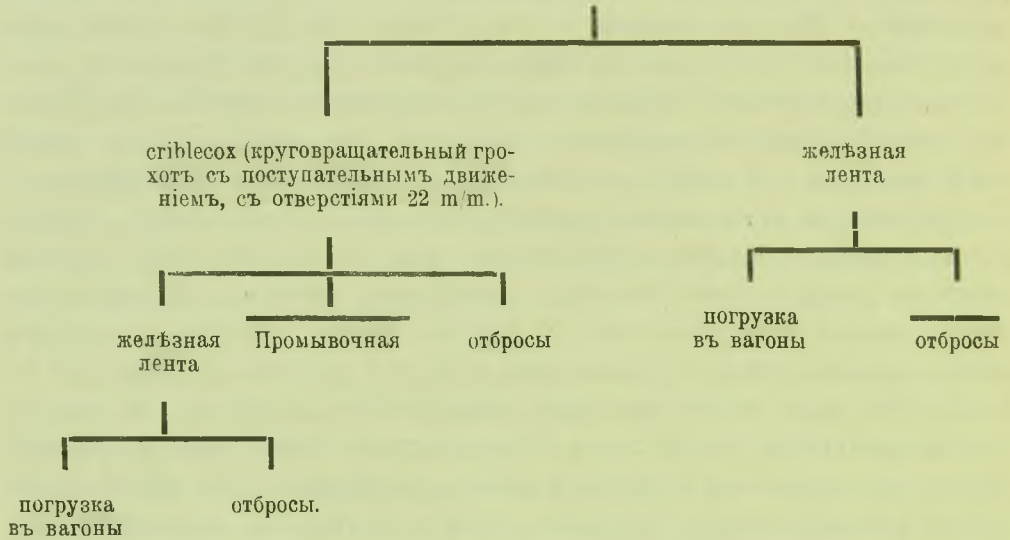 criblecox (круговращательный гро-
хотъ съ поступательнымъ движе-
ніемъ, съ отверстіями 22 m/m.).
желѣзная
лента
желѣзная
лента
Промывочная
отбросы
погрузка
въ вагоны
отбросы
погрузка
въ вагоны
отбросы.